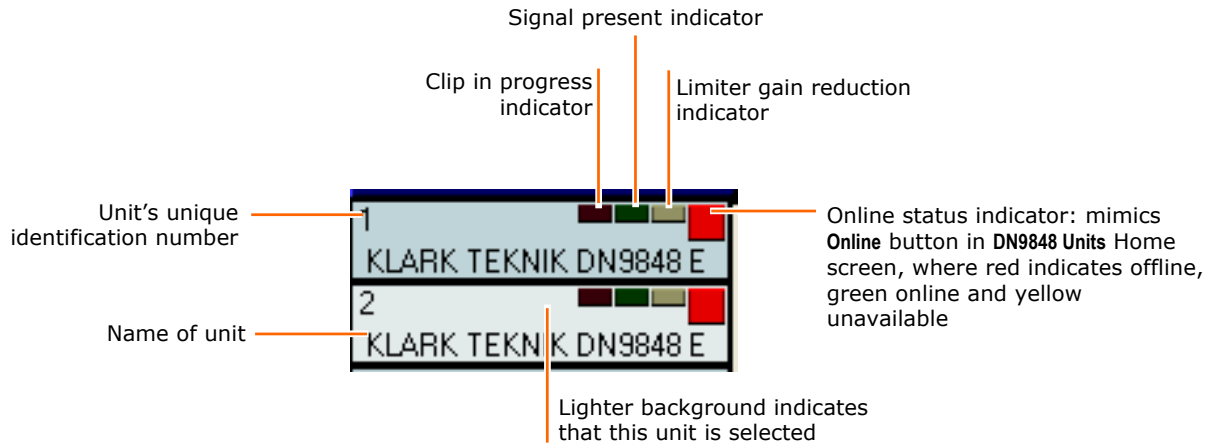 Signal present indicator
Clip in progress
indicator
Limiter gain reduction
indicator
Unit's unique
identification number
1
KLARK TEKNIK DN9848 E
Online status indicator: mimics
Online button in DN9848 Units Home
screen, where red indicates offline,
green online and yellow
unavailable
2
Name of unit
KLARK TEKNIK DN9848 E
Lighter background indicates
that this unit is selected